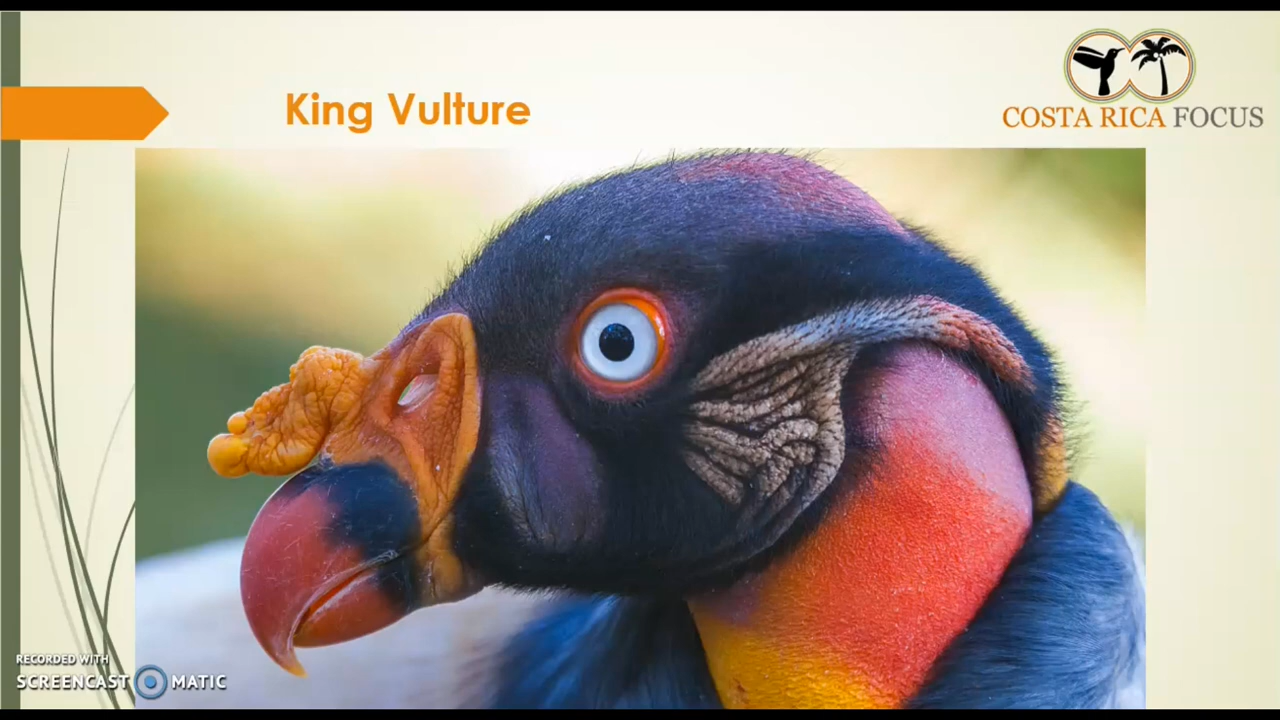 King Vulture
COSTA RICA FOCUS
RECORDED WITH
SCREENCAST MATIC